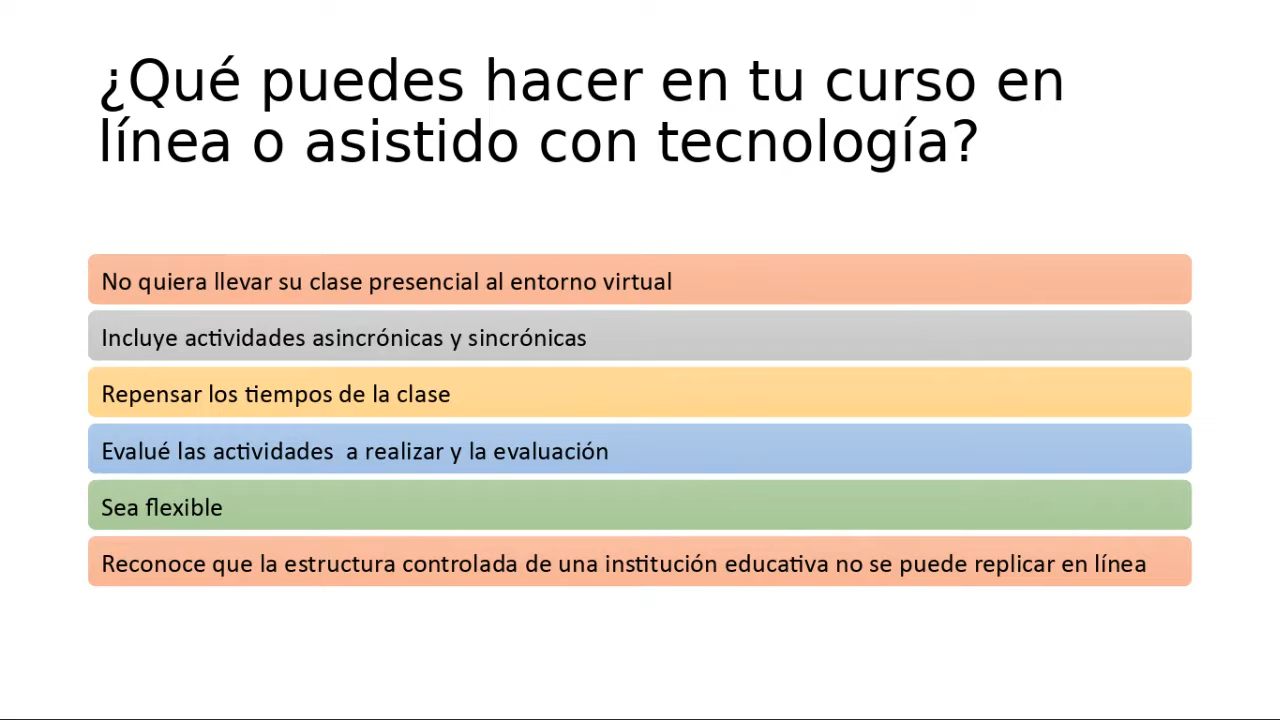 ¿Qué puedes hacer en tu curso en
línea o asistido con tecnología?
No quiera llevar su clase presencial al entorno virtual
Incluye actividades asincrónicas y sincrónicas
Repensar los tiempos de la clase
Evalué las actividades  a realizar y la evaluación
Sea flexible
Reconoce que la estructura controlada de una institución educativa no se puede replicar en línea